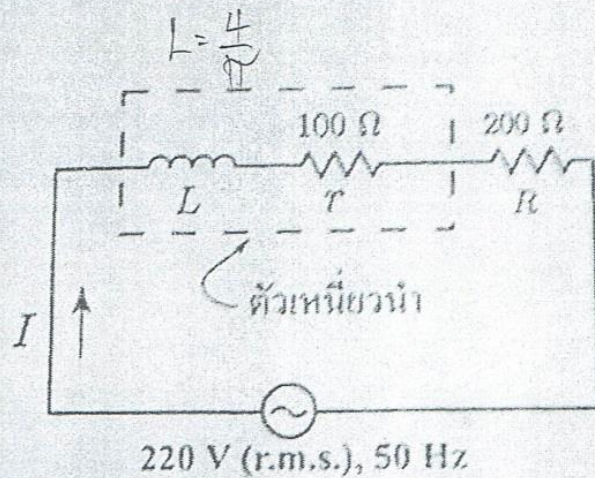 L = 4/π
100 Ω 200 Ω
L r R
ตัวเหนี่ยวนำ
I
220 V (r.m.s.), 50 Hz